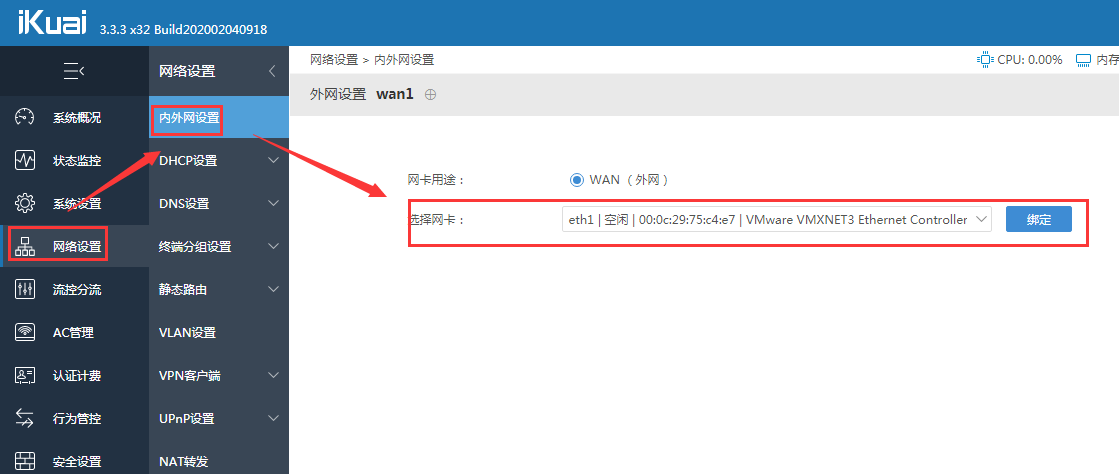 iKuai 3.3.3 x32 Build202002040918
系统概况
状态监控
系统设置
网络设置
流控分流
AC管理
认证计费
行为管控
安全设置
网络设置
内外网设置
DHCP设置
DNS设置
终端分组设置
静态路由
VLAN设置
VPN客户端
UPnP设置
NAT转发
网络设置 > 内外网设置
CPU: 0.00% 内存
外网设置 wan1
网卡用途： WAN（外网）
选择网卡： eth1 | 空闲 | 00:0c:29:75:c4:e7 | VMware VMXNET3 Ethernet Controller 绑定